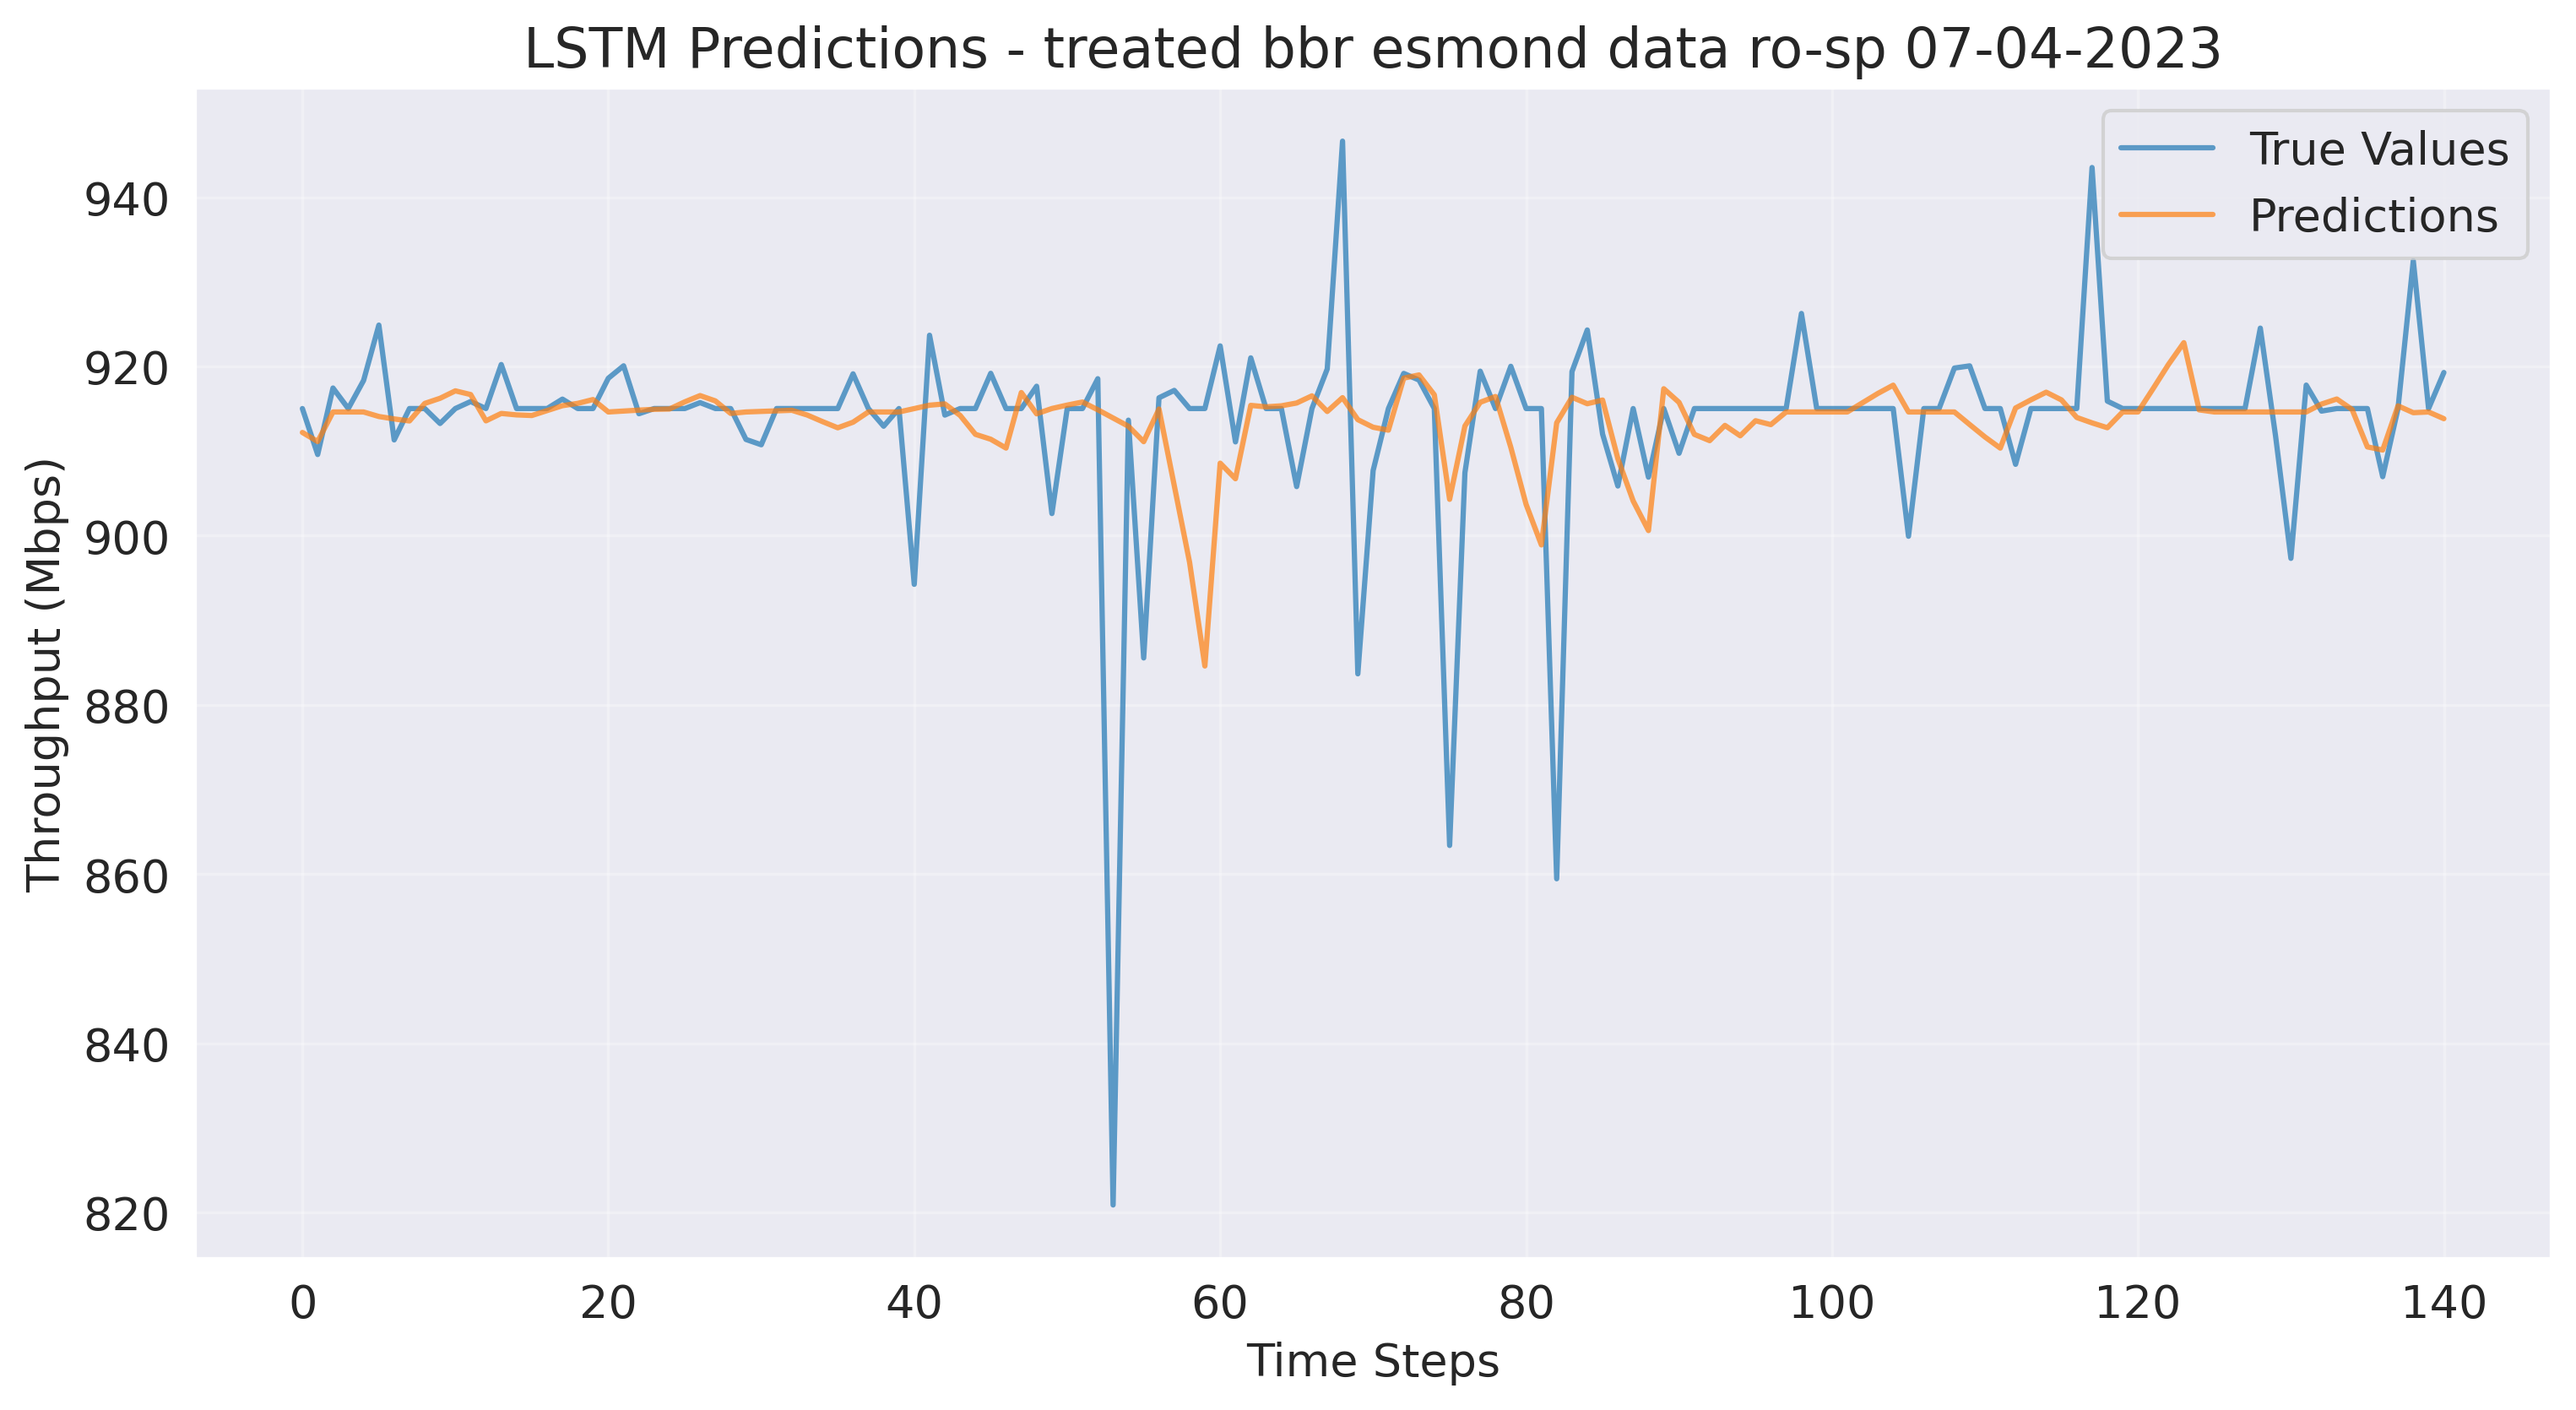 LSTM Predictions - treated bbr esmond data ro-sp 07-04-2023
True Values
Predictions
Throughput (Mbps)
940
920
900
880
860
840
820
0 20 40 60 80 100 120 140
Time Steps